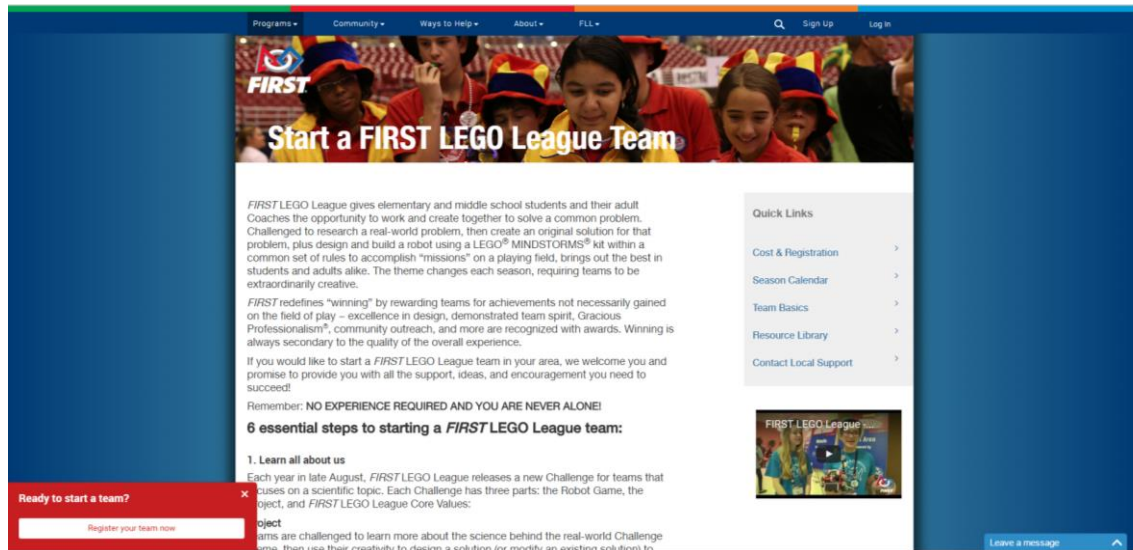 Programs Community Ways to Help About FLL Sign Up Log In
FIRST
Start a FIRST LEGO League Team
FIRST LEGO League gives elementary and middle school students and their adult
Coaches the opportunity to work and create together to solve a common problem.
Challenged to research a real-world problem, then create an original solution for that
problem, plus design and build a robot using a LEGO® MINDSTORMS® kit within a
common set of rules to accomplish “missions” on a playing field, brings out the best in
students and adults alike. The theme changes each season, requiring teams to be
extraordinarily creative.
FIRST redefines “winning” by rewarding teams for achievements not necessarily gained
on the field of play – excellence in design, demonstrated team spirit, Gracious
Professionalism®, community outreach, and more are recognized with awards. Winning is
always secondary to the quality of the overall experience.
If you would like to start a FIRST LEGO League team in your area, we welcome you and
promise to provide you with all the support, ideas, and encouragement you need to
succeed!
Remember: NO EXPERIENCE REQUIRED AND YOU ARE NEVER ALONE!
6 essential steps to starting a FIRST LEGO League team:
1. Learn all about us
Each year in late August, FIRST LEGO League releases a new Challenge for teams that
focuses on a scientific topic. Each Challenge has three parts: the Robot Game, the
Project, and FIRST LEGO League Core Values:
Project
Teams are challenged to learn more about the science behind the real-world Challenge
theme, then use their creativity to design a solution (or modify an existing solution) to
Quick Links
Cost & Registration
Season Calendar
Team Basics
Resource Library
Contact Local Support
FIRST LEGO League -...
Ready to start a team?
Register your team now
Leave a message